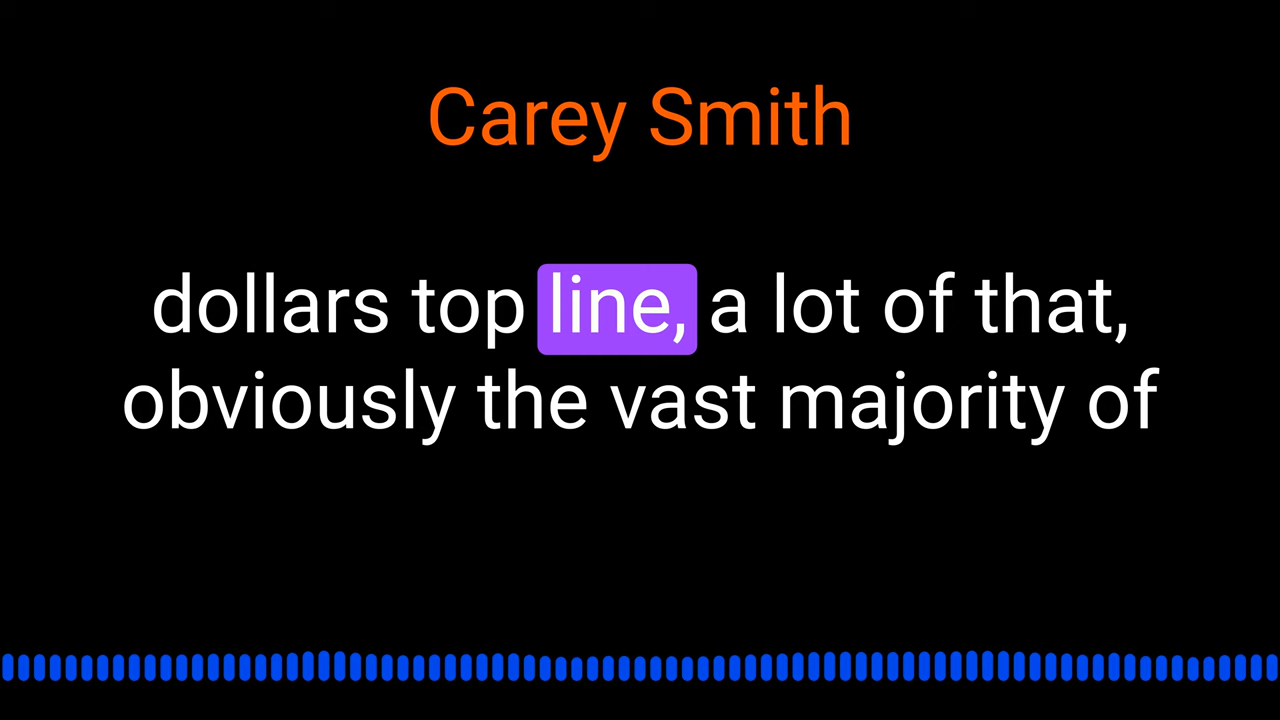 Carey Smith
dollars top line, a lot of that,
obviously the vast majority of